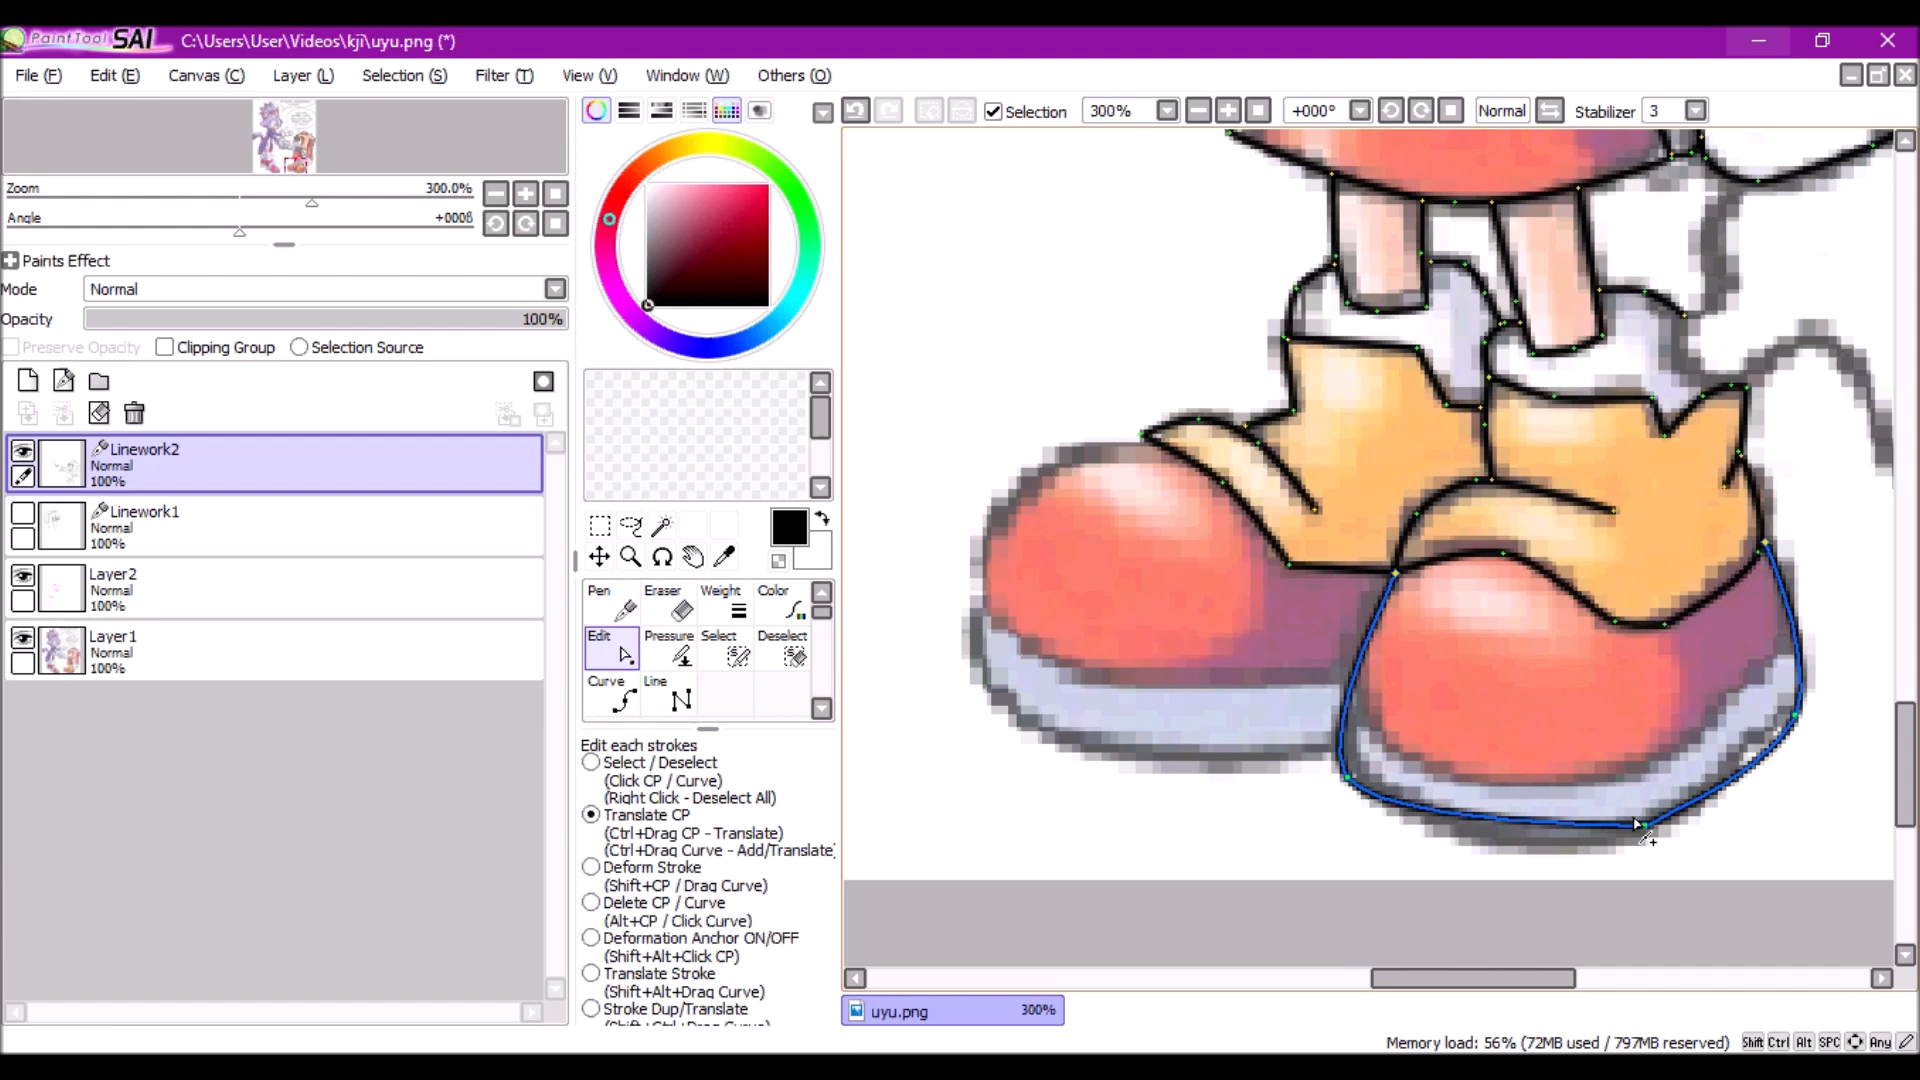 PaintTool SAI C:\Users\User\Videos\kji\uyu.png (*)
File (F) Edit (E) Canvas (C) Layer (L) Selection (S) Filter (T) View (V) Window (W) Others (O)
Selection 300% +000° Normal Stabilizer 3
Zoom 300.0%
Angle +000ß
Paints Effect
Mode Normal
Opacity 100%
Preserve Opacity Clipping Group Selection Source
Linework2
Normal
100%
Linework1
Normal
100%
Layer2
Normal
100%
Layer1
Normal
100%
Pen Eraser Weight Color
Edit Pressure Select Deselect
Curve Line
Edit each strokes
Select / Deselect
(Click CP / Curve)
(Right Click - Deselect All)
Translate CP
(Ctrl+Drag CP - Translate)
(Ctrl+Drag Curve - Add/Translate)
Deform Stroke
(Shift+CP / Drag Curve)
Delete CP / Curve
(Alt+CP / Click Curve)
Deformation Anchor ON/OFF
(Shift+Alt+Click CP)
Translate Stroke
(Shift+Alt+Drag Curve)
Stroke Dup/Translate
(Shift+Ctrl+Drag Curve)
uyu.png 300%
Memory load: 56% (72MB used / 797MB reserved) Shift Ctrl Alt SPC Any